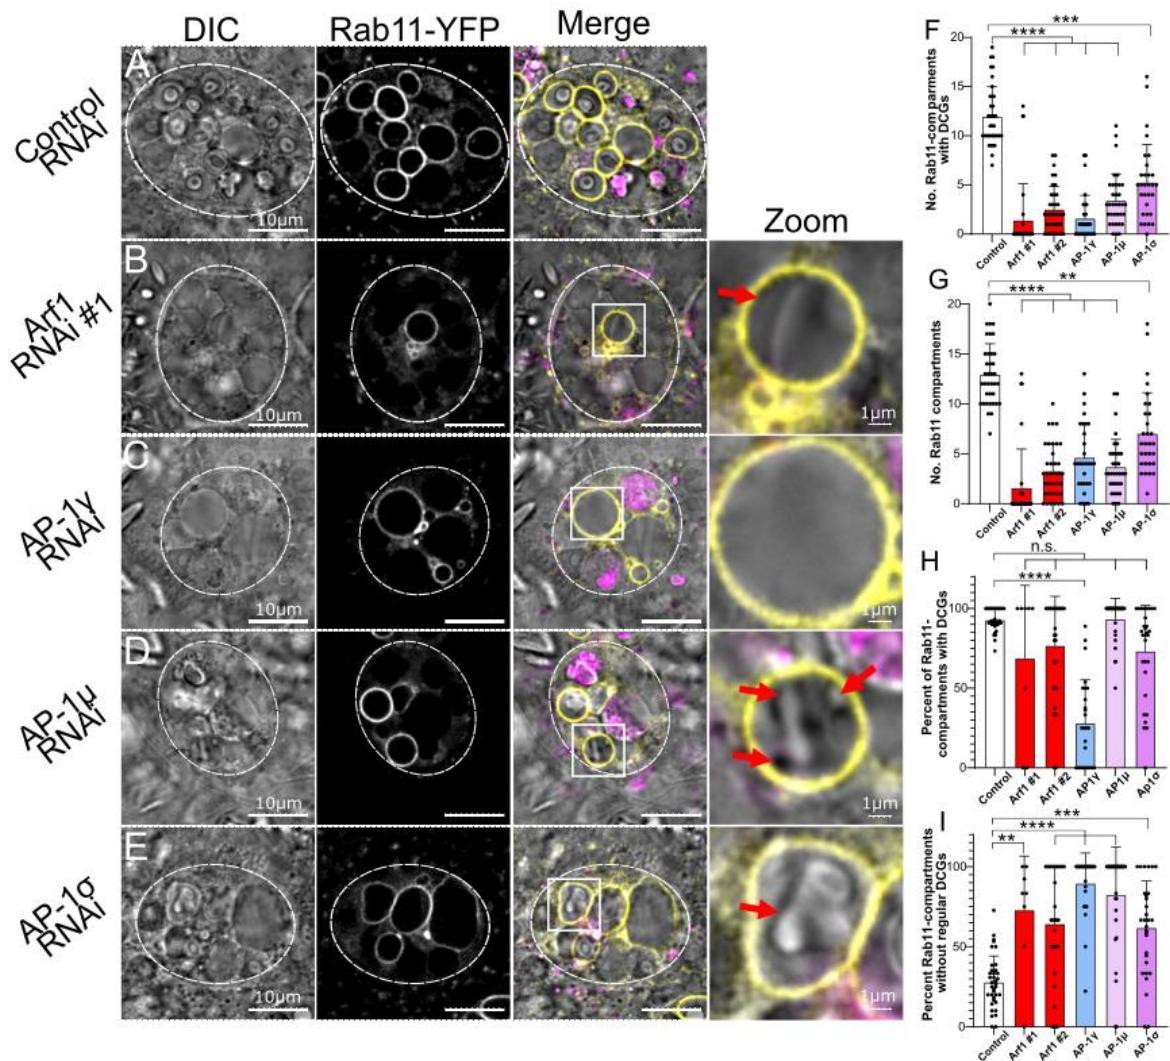 DIC Rab11-YFP Merge
A
Control
RNAi
10µm
B
Arf1
RNAi #1
10µm
Zoom
1µm
C
AP-1γ
RNAi
10µm
1µm
D
AP-1µ
RNAi
10µm
1µm
E
AP-1σ
RNAi
10µm
1µm
F
***
****
No. Rab11-comparments
with DCGs
20
15
10
5
0
Control
Arf1 #1
Arf1 #2
AP-1γ
AP-1µ
AP-1σ
G
**
****
No. Rab11 compartments
20
15
10
5
0
Control
Arf1 #1
Arf1 #2
AP-1γ
AP-1µ
AP-1σ
H
n.s.
****
Percent of Rab11-
compartments with DCGs
100
50
0
Control
Arf1 #1
Arf1 #2
AP1γ
AP1µ
Ap1σ
I
***
****
**
Percent Rab11-compartments
without regular DCGs
100
50
0
Control
Arf1 #1
Arf1 #2
AP-1γ
AP-1µ
AP-1σ